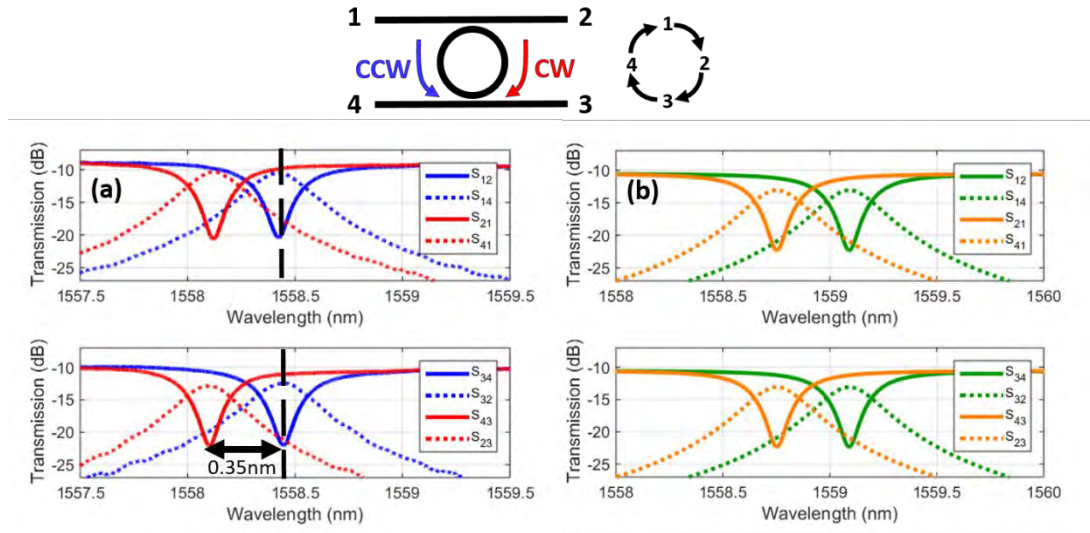 1 2
CCW CW
4 3
1
4 2
3
(a)
Transmission (dB)
-10
-15
-20
-25
S12
S14
S21
S41
1557.5 1558 1558.5 1559 1559.5
Wavelength (nm)
(b)
Transmission (dB)
-10
-15
-20
-25
S12
S14
S21
S41
1558 1558.5 1559 1559.5 1560
Wavelength (nm)
Transmission (dB)
-10
-15
-20
-25
S34
S32
S43
S23
0.35nm
1557.5 1558 1558.5 1559 1559.5
Wavelength (nm)
Transmission (dB)
-10
-15
-20
-25
S34
S32
S43
S23
1558 1558.5 1559 1559.5 1560
Wavelength (nm)